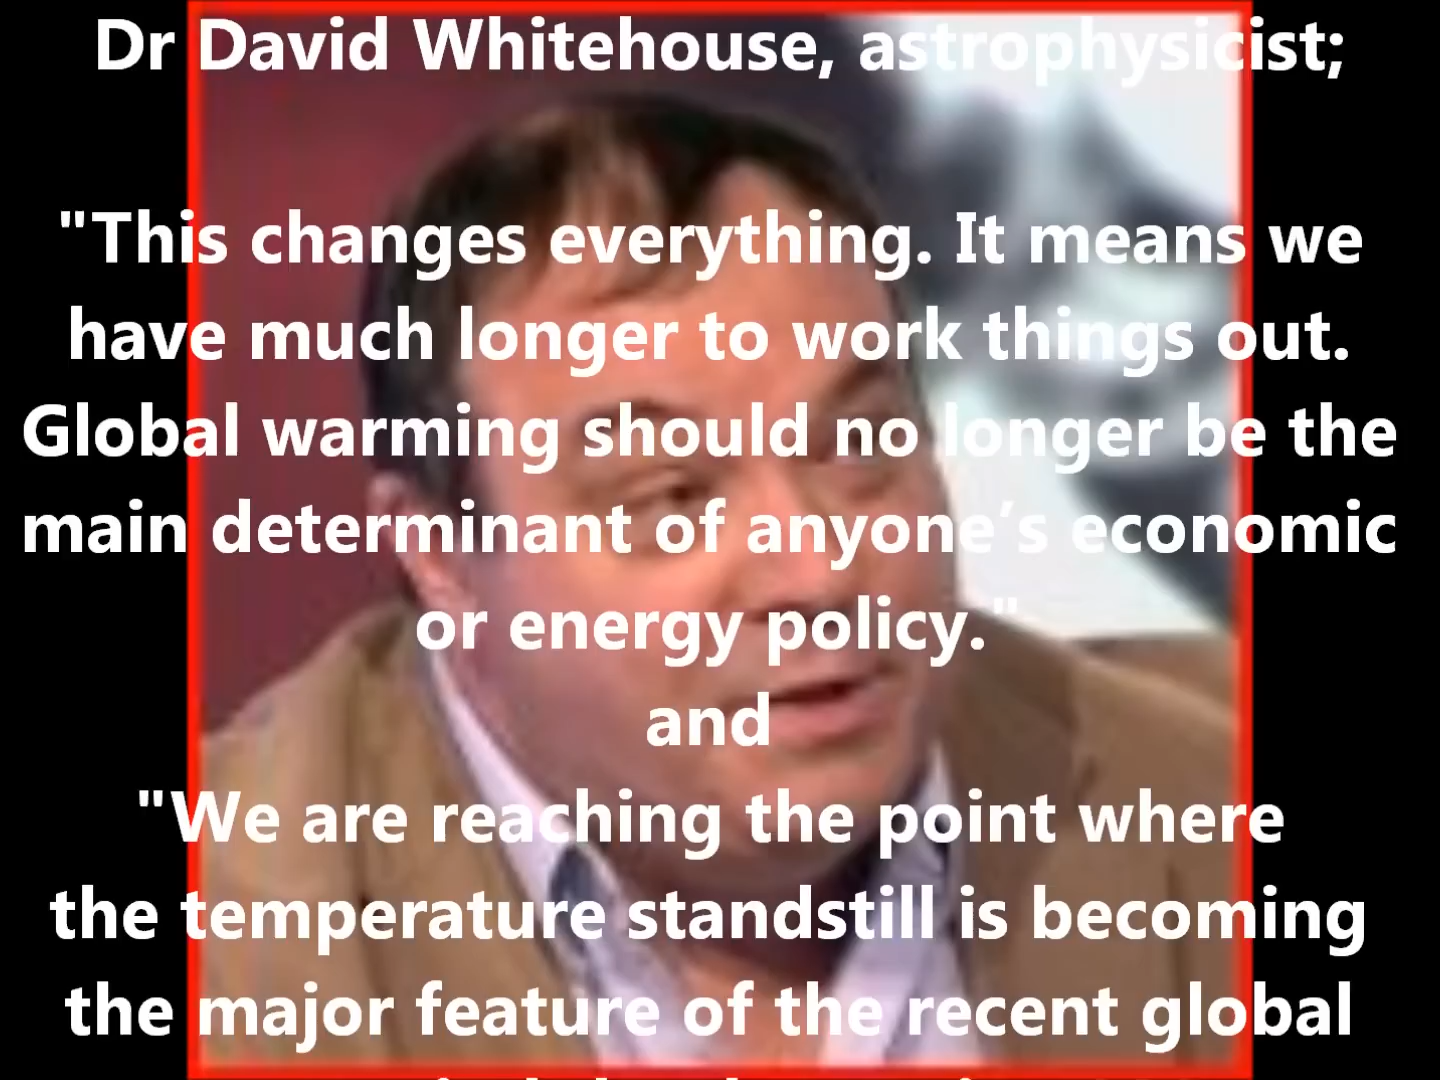 Dr David Whitehouse, astrophysicist;
"This changes everything. It means we
have much longer to work things out.
Global warming should no longer be the
main determinant of anyone’s economic
or energy policy."
and
"We are reaching the point where
the temperature standstill is becoming
the major feature of the recent global